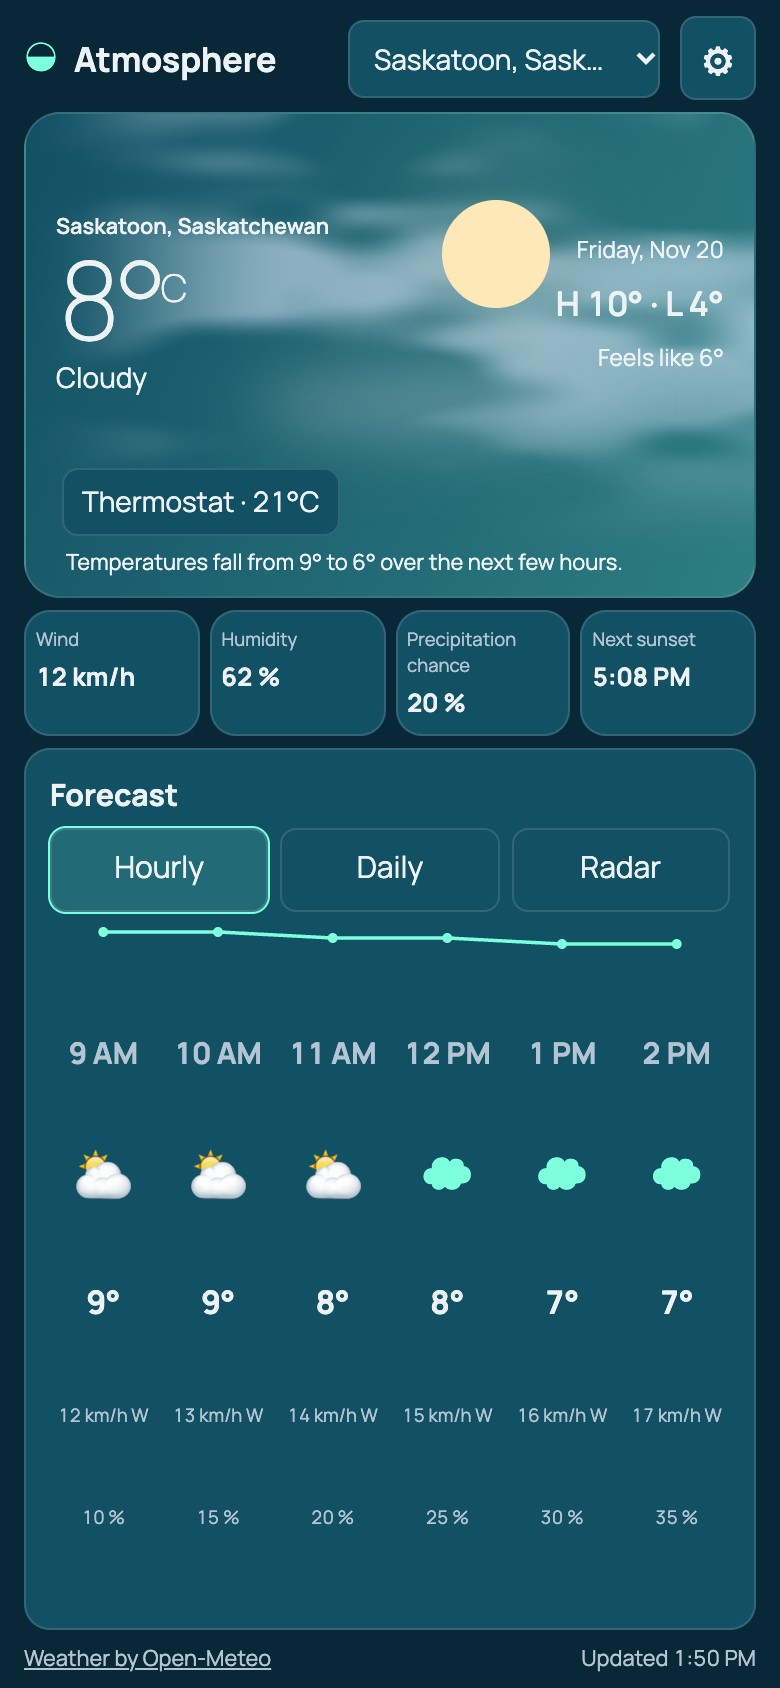 Atmosphere
Saskatoon, Sask...
Saskatoon, Saskatchewan
8°C
Cloudy
Friday, Nov 20
H 10° · L 4°
Feels like 6°
Thermostat · 21°C
Temperatures fall from 9° to 6° over the next few hours.
Wind
12 km/h
Humidity
62 %
Precipitation
chance
20 %
Next sunset
5:08 PM
Forecast
Hourly Daily Radar
9 AM 10 AM 11 AM 12 PM 1 PM 2 PM
9° 9° 8° 8° 7° 7°
12 km/h W 13 km/h W 14 km/h W 15 km/h W 16 km/h W 17 km/h W
10 % 15 % 20 % 25 % 30 % 35 %
Weather by Open-Meteo
Updated 1:50 PM